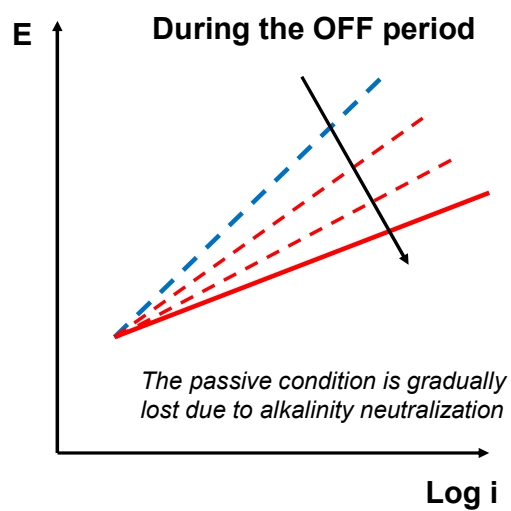 During the OFF period
E
The passive condition is gradually
lost due to alkalinity neutralization
Log i